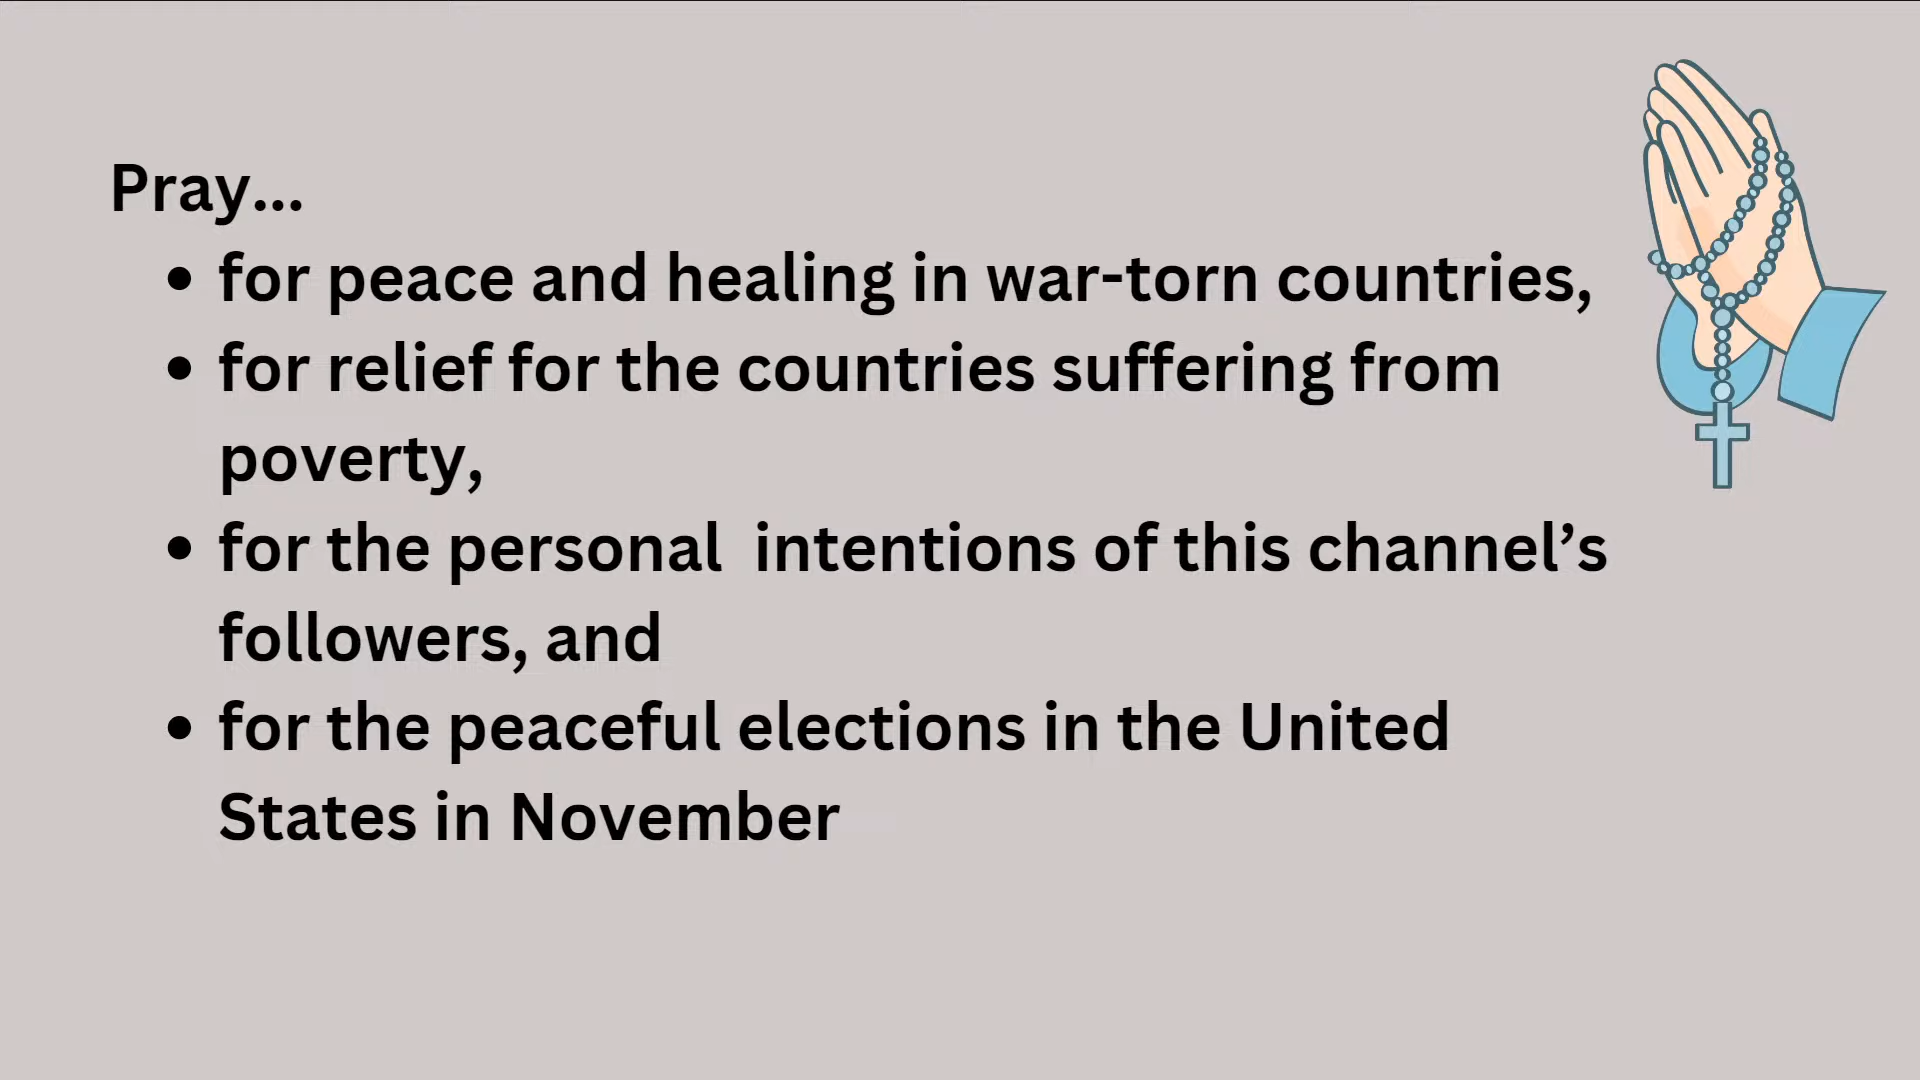 Pray...
• for peace and healing in war-torn countries,
• for relief for the countries suffering from
poverty,
• for the personal  intentions of this channel’s
followers, and
• for the peaceful elections in the United
States in November